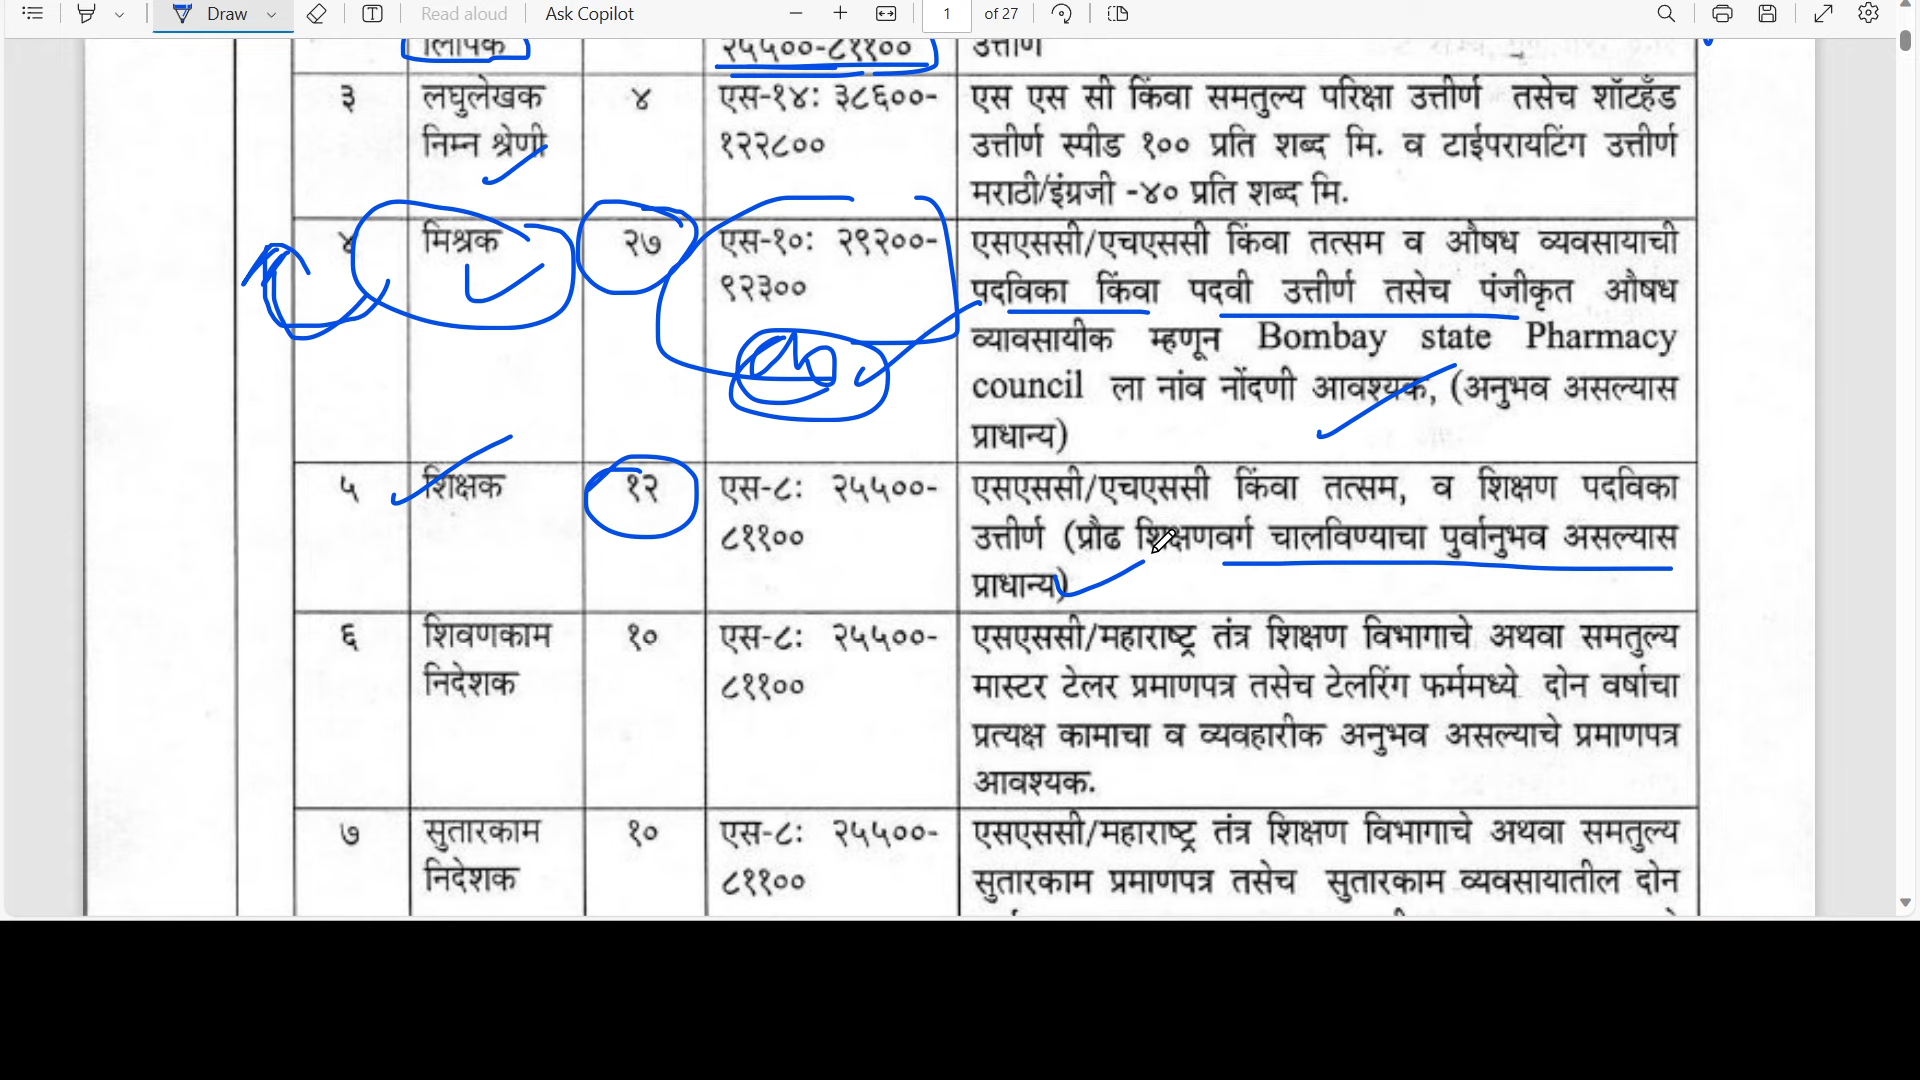 Draw
Read aloud
Ask Copilot
1 of 27
लिपिक
२५५००-८११००
उत्तीर्ण
३
लघुलेखक
निम्न श्रेणी
४
एस-१४: ३८६००-
१२२८००
एस एस सी किंवा समतुल्य परिक्षा उत्तीर्ण तसेच शॉटहँड
उत्तीर्ण स्पीड १०० प्रति शब्द मि. व टाईपरायटिंग उत्तीर्ण
मराठी/इंग्रजी -४० प्रति शब्द मि.
४
मिश्रक
२७
एस-१०: २९२००-
९२३००
एसएससी/एचएससी किंवा तत्सम व औषध व्यवसायाची
पदविका किंवा पदवी उत्तीर्ण तसेच पंजीकृत औषध
व्यावसायीक म्हणून Bombay state Pharmacy
council ला नांव नोंदणी आवश्यक, (अनुभव असल्यास
प्राधान्य)
५
शिक्षक
१२
एस-८: २५५००-
८११००
एसएससी/एचएससी किंवा तत्सम, व शिक्षण पदविका
उत्तीर्ण (प्रौढ शिक्षणवर्ग चालविण्याचा पुर्वानुभव असल्यास
प्राधान्य)
६
शिवणकाम
निदेशक
१०
एस-८: २५५००-
८११००
एसएससी/महाराष्ट्र तंत्र शिक्षण विभागाचे अथवा समतुल्य
मास्टर टेलर प्रमाणपत्र तसेच टेलरिंग फर्ममध्ये दोन वर्षाचा
प्रत्यक्ष कामाचा व व्यवहारीक अनुभव असल्याचे प्रमाणपत्र
आवश्यक.
७
सुतारकाम
निदेशक
१०
एस-८: २५५००-
८११००
एसएससी/महाराष्ट्र तंत्र शिक्षण विभागाचे अथवा समतुल्य
सुतारकाम प्रमाणपत्र तसेच सुतारकाम व्यवसायातील दोन